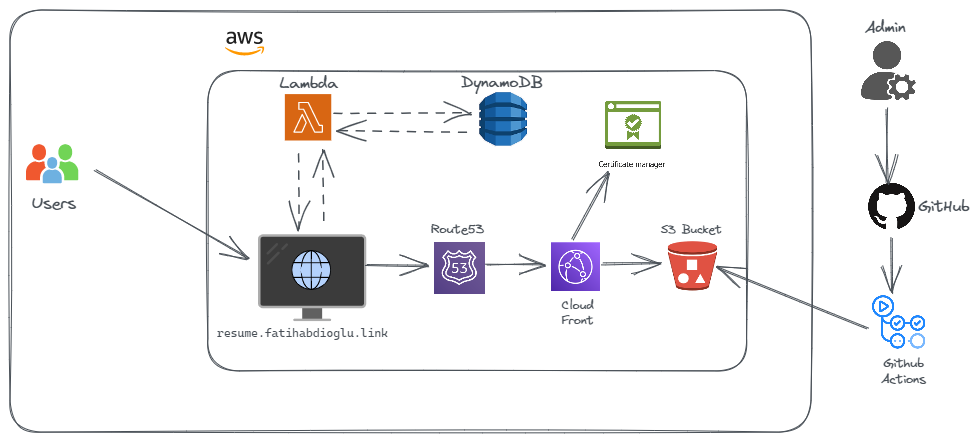 Admin
aws
Lambda
DynamoDB
Certificate manager
Users
GitHub
Route53
S3 Bucket
53
Cloud
Front
resume.fatihabdioglu.link
Github
Actions